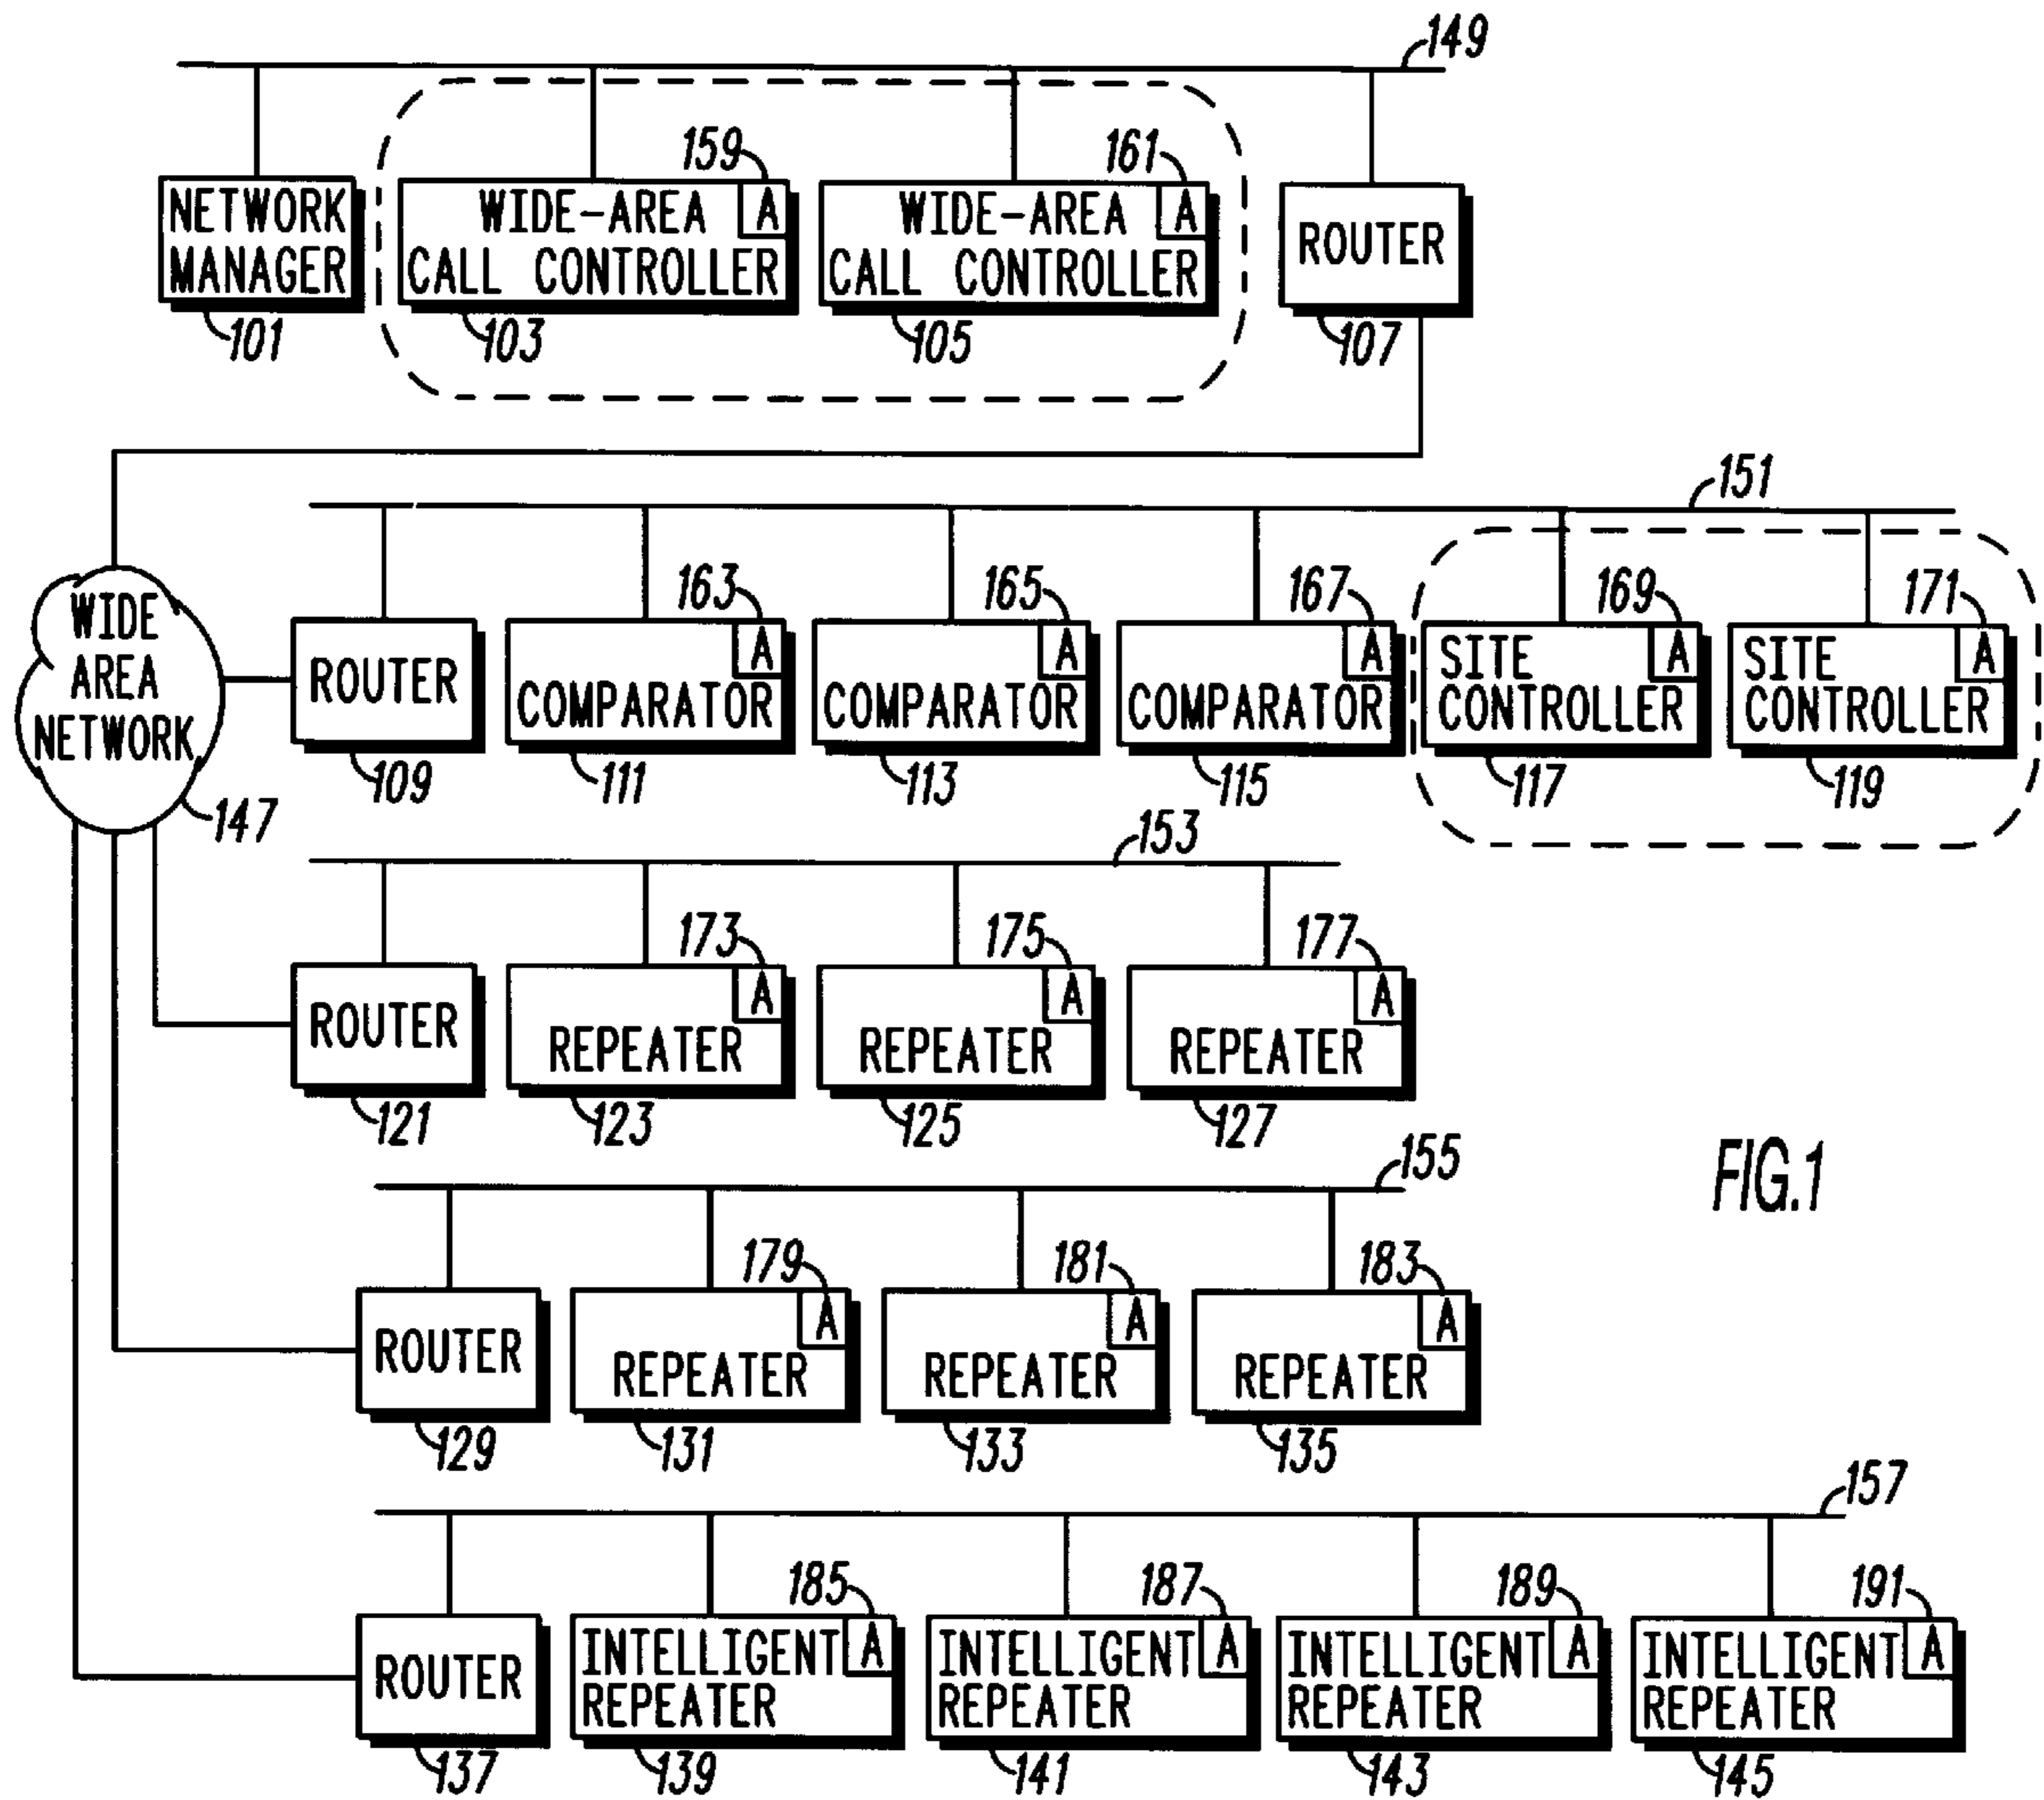 149
159
161
NETWORK MANAGER
WIDE-AREA CALL CONTROLLER
A
WIDE-AREA CALL CONTROLLER
A
ROUTER
101
103
105
107
151
WIDE AREA NETWORK
147
163
165
167
169
171
ROUTER
A
COMPARATOR
A
COMPARATOR
A
COMPARATOR
A
SITE CONTROLLER
A
SITE CONTROLLER
109
111
113
115
117
119
153
173
175
177
ROUTER
A
REPEATER
A
REPEATER
A
REPEATER
121
123
125
127
FIG.1
155
179
181
183
ROUTER
A
REPEATER
A
REPEATER
A
REPEATER
129
131
133
135
157
185
187
189
191
ROUTER
INTELLIGENT REPEATER
A
INTELLIGENT REPEATER
A
INTELLIGENT REPEATER
A
INTELLIGENT REPEATER
A
137
139
141
143
145